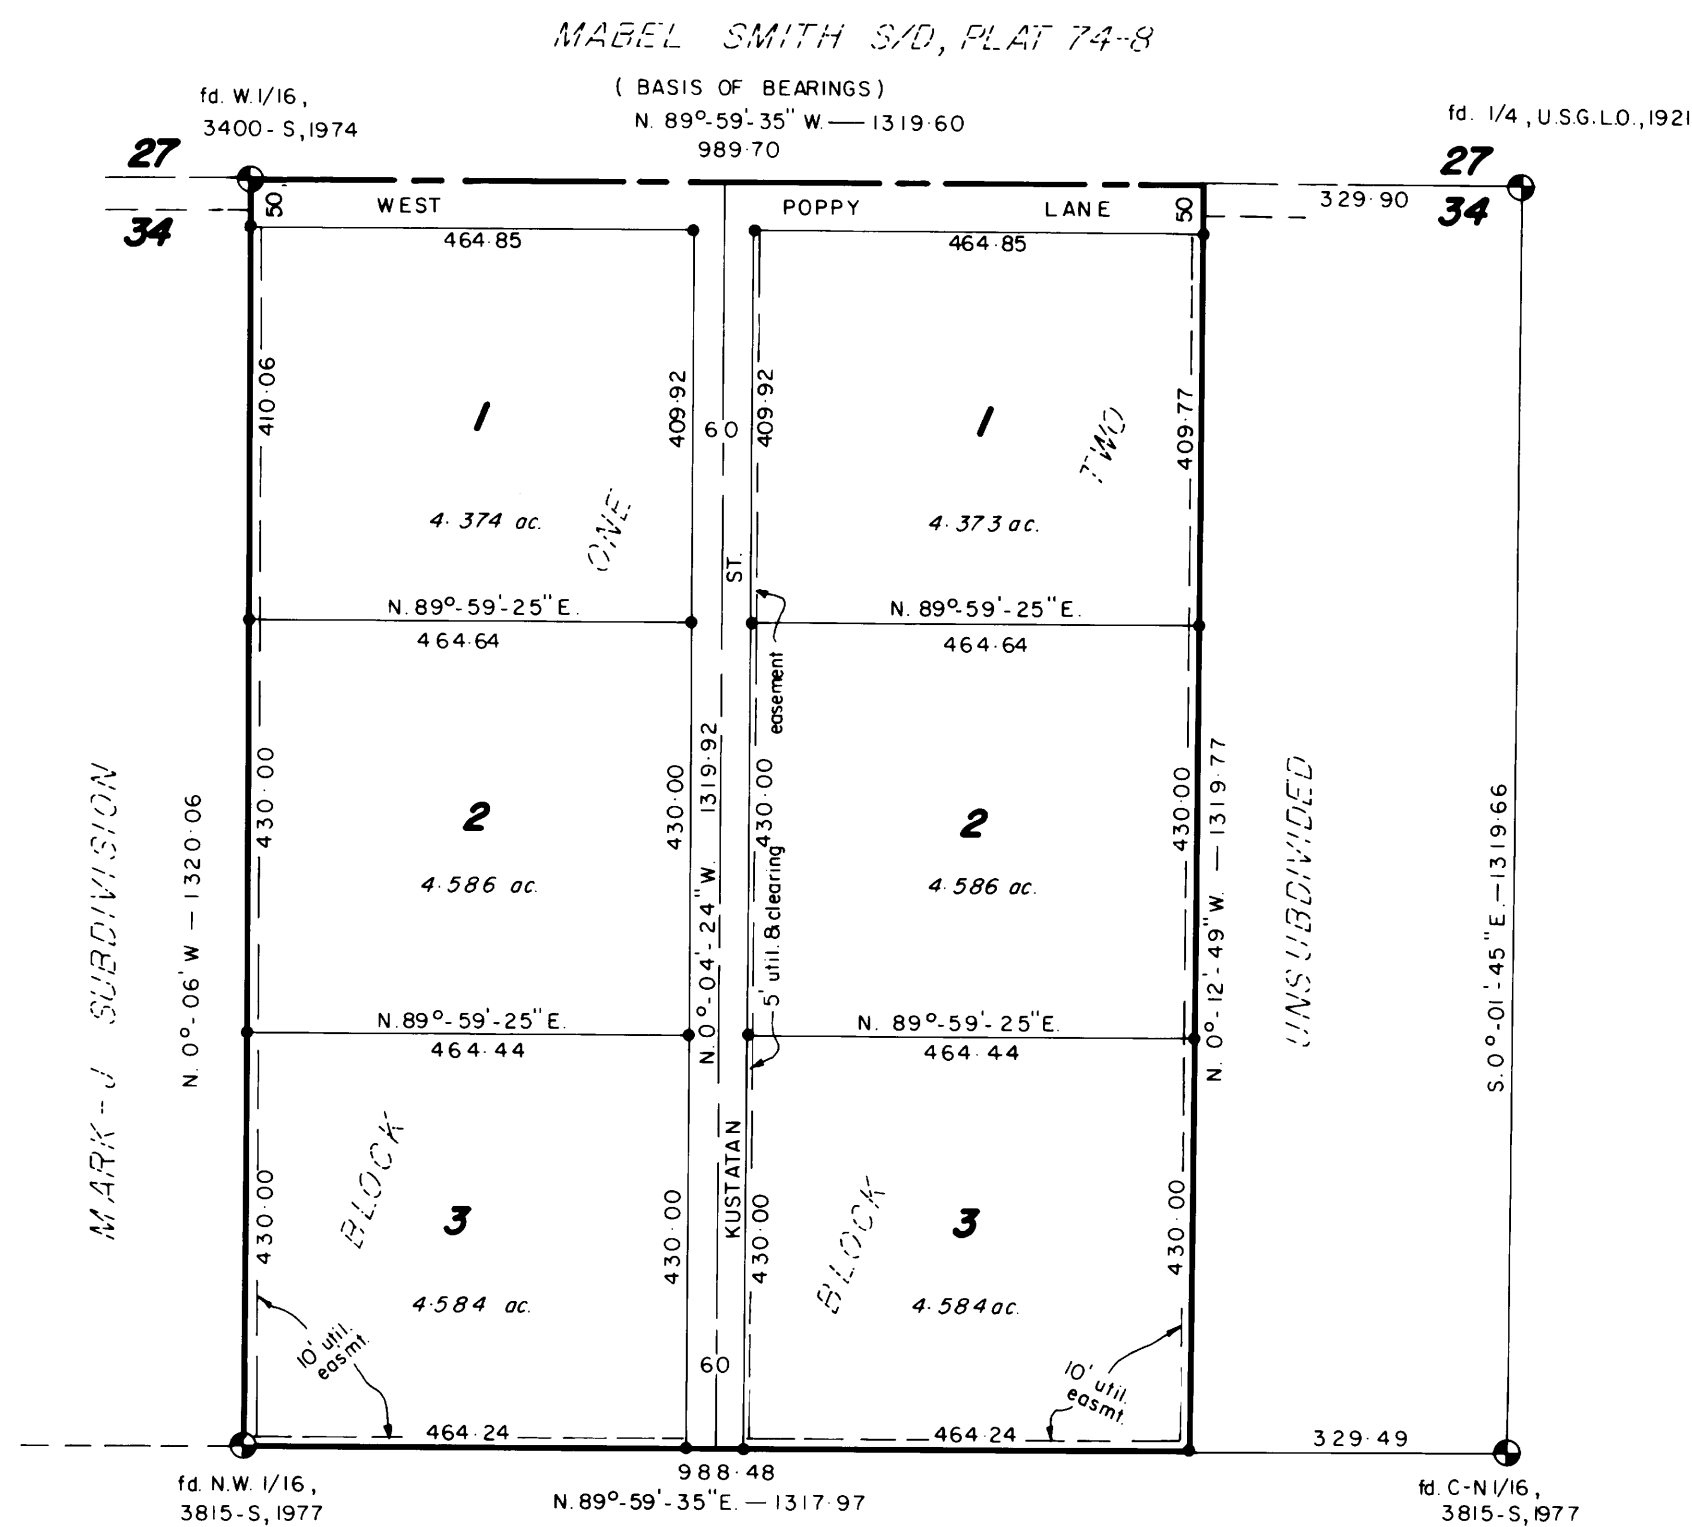 MABEL SMITH S/D, PLAT 74-8
( BASIS OF BEARINGS )
N. 89°-59'-35" W. — 1319.60
989.70
fd. W. 1/16,
3400-S, 1974
fd. 1/4, U.S.G.L.O., 1921
27
34
27
34
50
WEST POPPY LANE
50
329.90
464.85
464.85
410.06
409.92
60
409.92
409.77
1
1
4.374 ac.
4.373 ac.
ONE
TWO
ST.
N. 89°-59'-25" E.
464.64
N. 89°-59'-25" E.
464.64
easement
5' util. & clearing
430.00
430.00
430.00
430.00
2
2
4.586 ac.
4.586 ac.
MARK-J SUBDIVISION
N. 0°-06' W — 1320.06
N. 0°-04'-24" W. 1319.92
N. 0°-12'-49" W. — 1319.77
UNSUBDIVIDED
S. 0°-01'-45" E. — 1319.66
N. 89°-59'-25" E.
464.44
N. 89°-59'-25" E.
464.44
BLOCK
BLOCK
KUSTATAN
430.00
430.00
430.00
430.00
3
3
4.584 ac.
4.584 ac.
10' util.
easmt.
60
10' util.
easmt.
464.24
464.24
329.49
988.48
N. 89°-59'-35" E. — 1317.97
fd. N.W. 1/16,
3815-S, 1977
fd. C-N 1/16,
3815-S, 1977